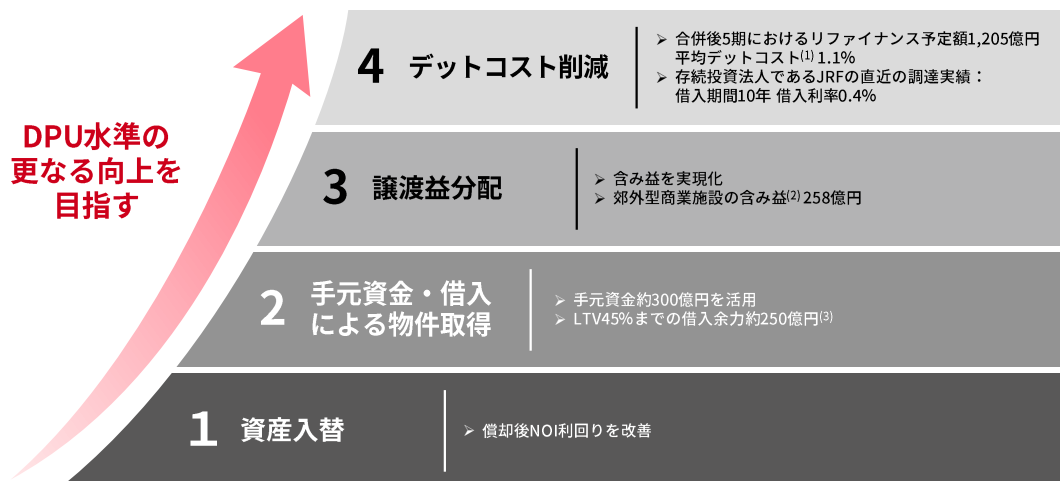 4 デットコスト削減
➢ 合併後5期におけるリファイナンス予定額1,205億円
平均デットコスト(1) 1.1%
➢ 存続投資法人であるJRFの直近の調達実績：
借入期間10年 借入利率0.4%
DPU水準の
更なる向上を
目指す
3 譲渡益分配
➢ 含み益を実現化
➢ 郊外型商業施設の含み益(2) 258億円
2 手元資金・借入
による物件取得
➢ 手元資金約300億円を活用
➢ LTV45%までの借入余力約250億円(3)
1 資産入替
➢ 償却後NOI利回りを改善